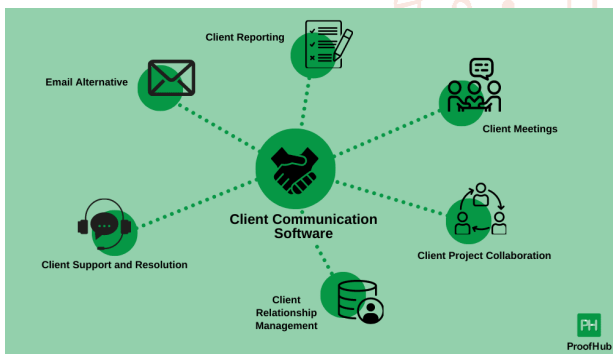 Client Reporting
Email Alternative
Client Meetings
Client Communication
Software
Client Support and Resolution
Client Project Collaboration
Client
Relationship
Management
PH
ProofHub